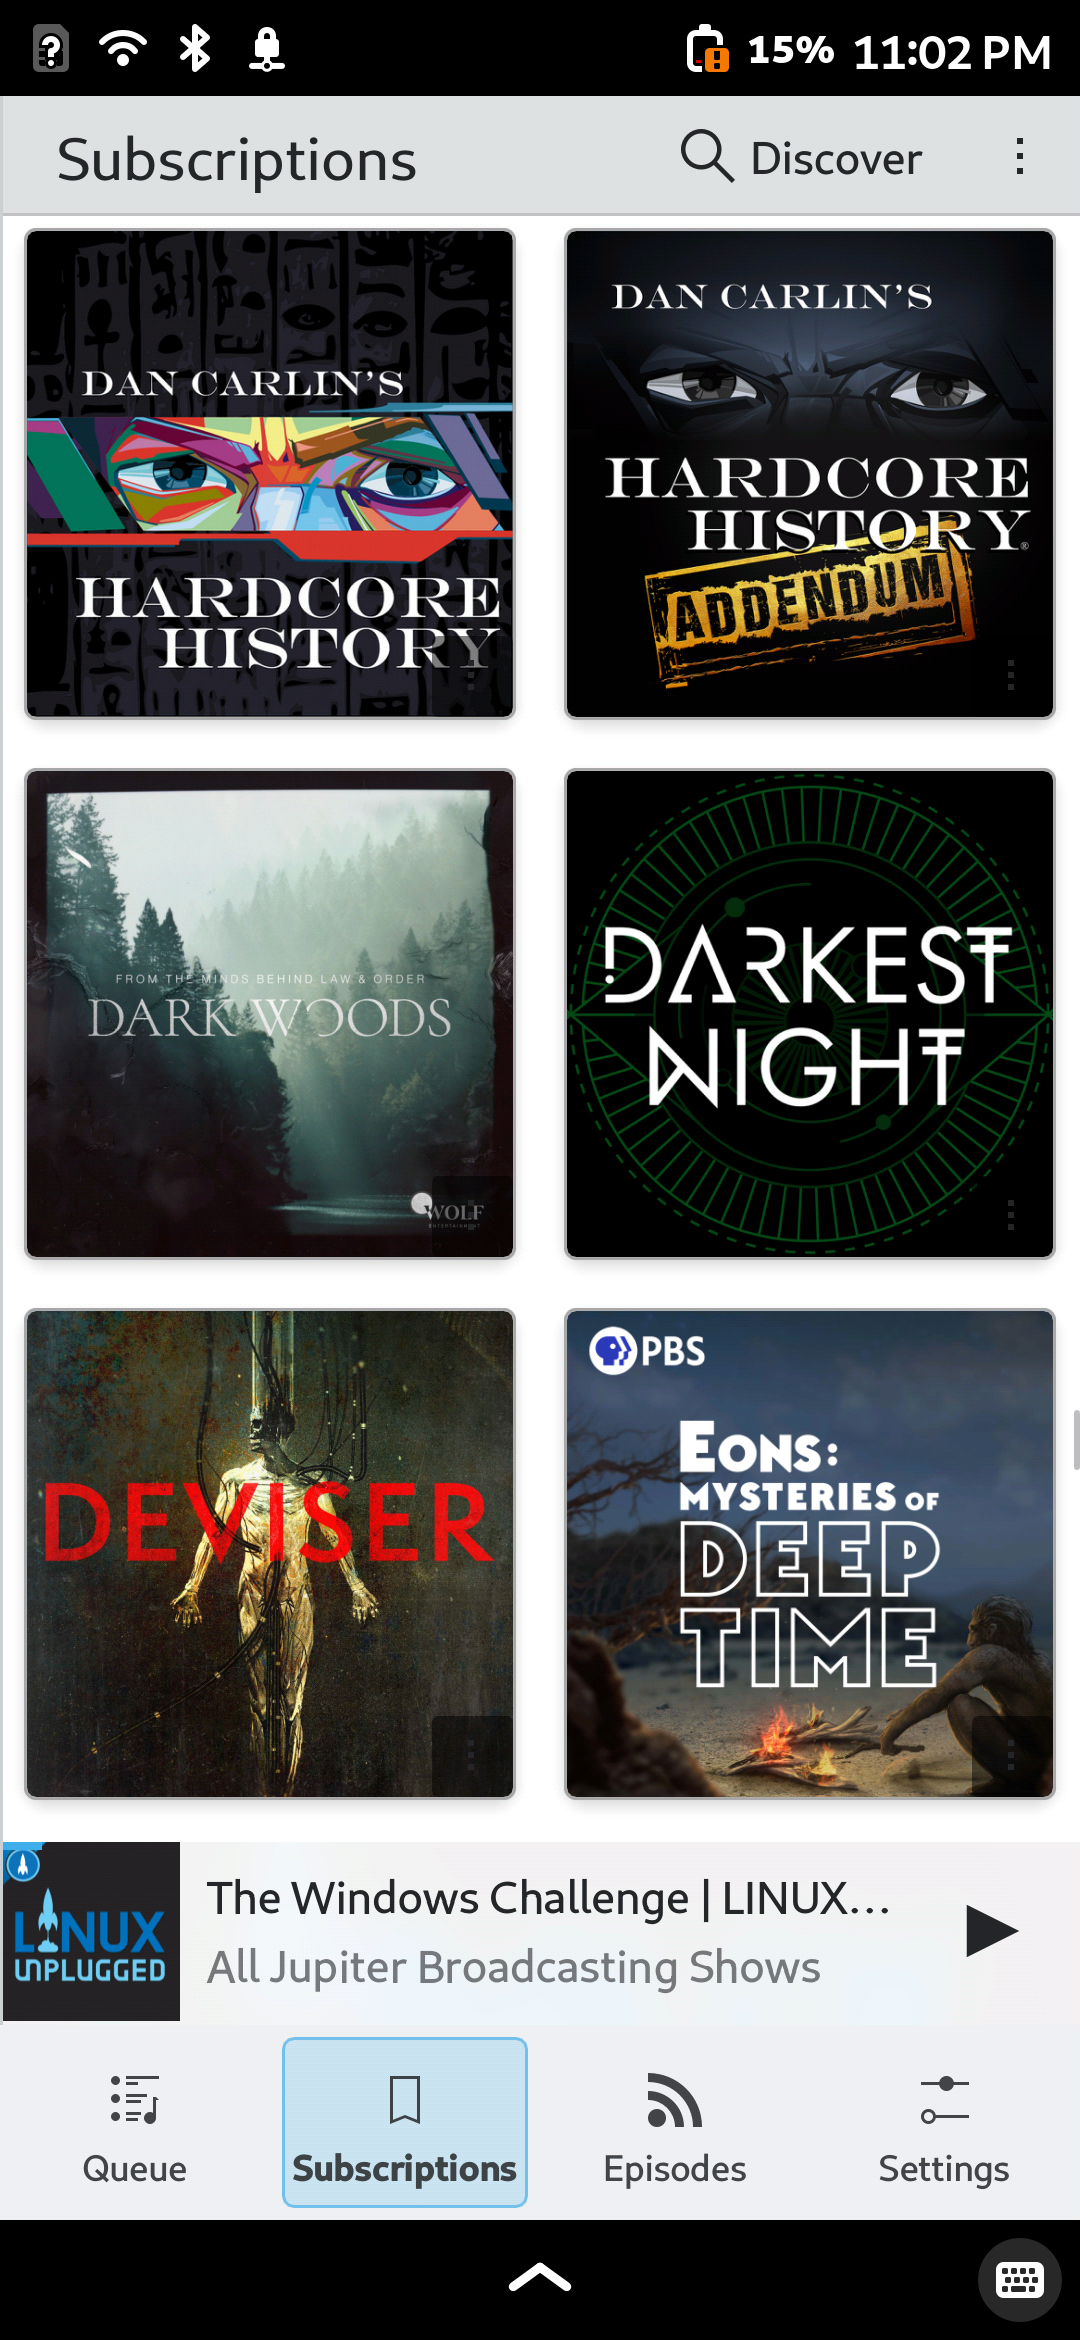 15% 11:02 PM
Subscriptions
Discover
DAN CARLIN'S
HARDCORE
HISTORY
DAN CARLIN'S
HARDCORE
HISTORY®
ADDENDUM
FROM THE MINDS BEHIND LAW & ORDER
DARK WOODS
WOLF
ENTERTAINMENT
DARKEST
NIGHT
DEVISER
PBS
EONS:
MYSTERIES OF
DEEP
TIME
LINUX
UNPLUGGED
The Windows Challenge | LINUX...
All Jupiter Broadcasting Shows
Queue
Subscriptions
Episodes
Settings